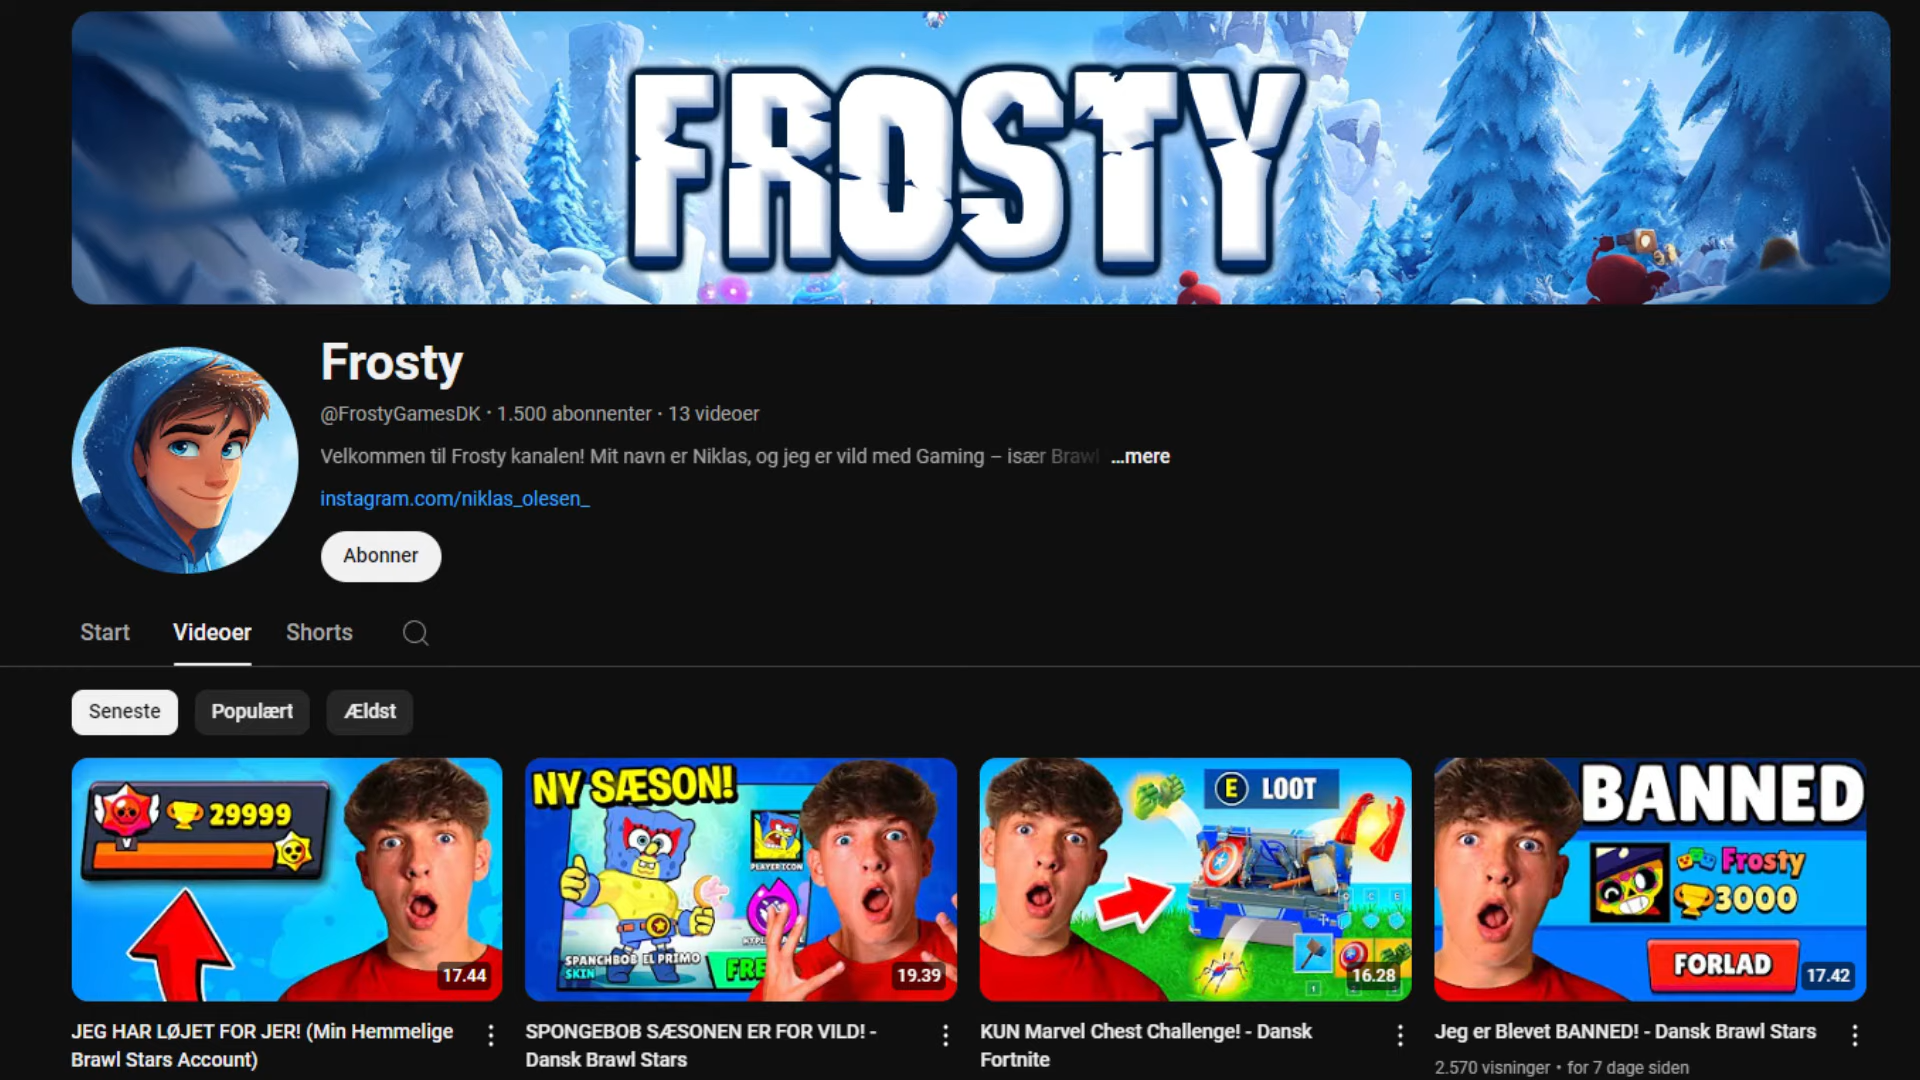 FROSTY
Frosty
@FrostyGamesDK · 1.500 abonnenter · 13 videoer
Velkommen til Frosty kanalen! Mit navn er Niklas, og jeg er vild med Gaming – især Brawl ...mere
instagram.com/niklas_olesen_
Abonner
Start Videoer Shorts
Seneste Populært Ældst
29999
17.44
NY SÆSON!
PLAYER ICON
SPANCHBOB EL PRIMO
SKIN
FREE
19.39
E LOOT
16.28
BANNED
Frosty
3000
FORLAD
17.42
JEG HAR LØJET FOR JER! (Min Hemmelige
Brawl Stars Account)
SPONGEBOB SÆSONEN ER FOR VILD! -
Dansk Brawl Stars
KUN Marvel Chest Challenge! - Dansk
Fortnite
Jeg er Blevet BANNED! - Dansk Brawl Stars
2.570 visninger · for 7 dage siden